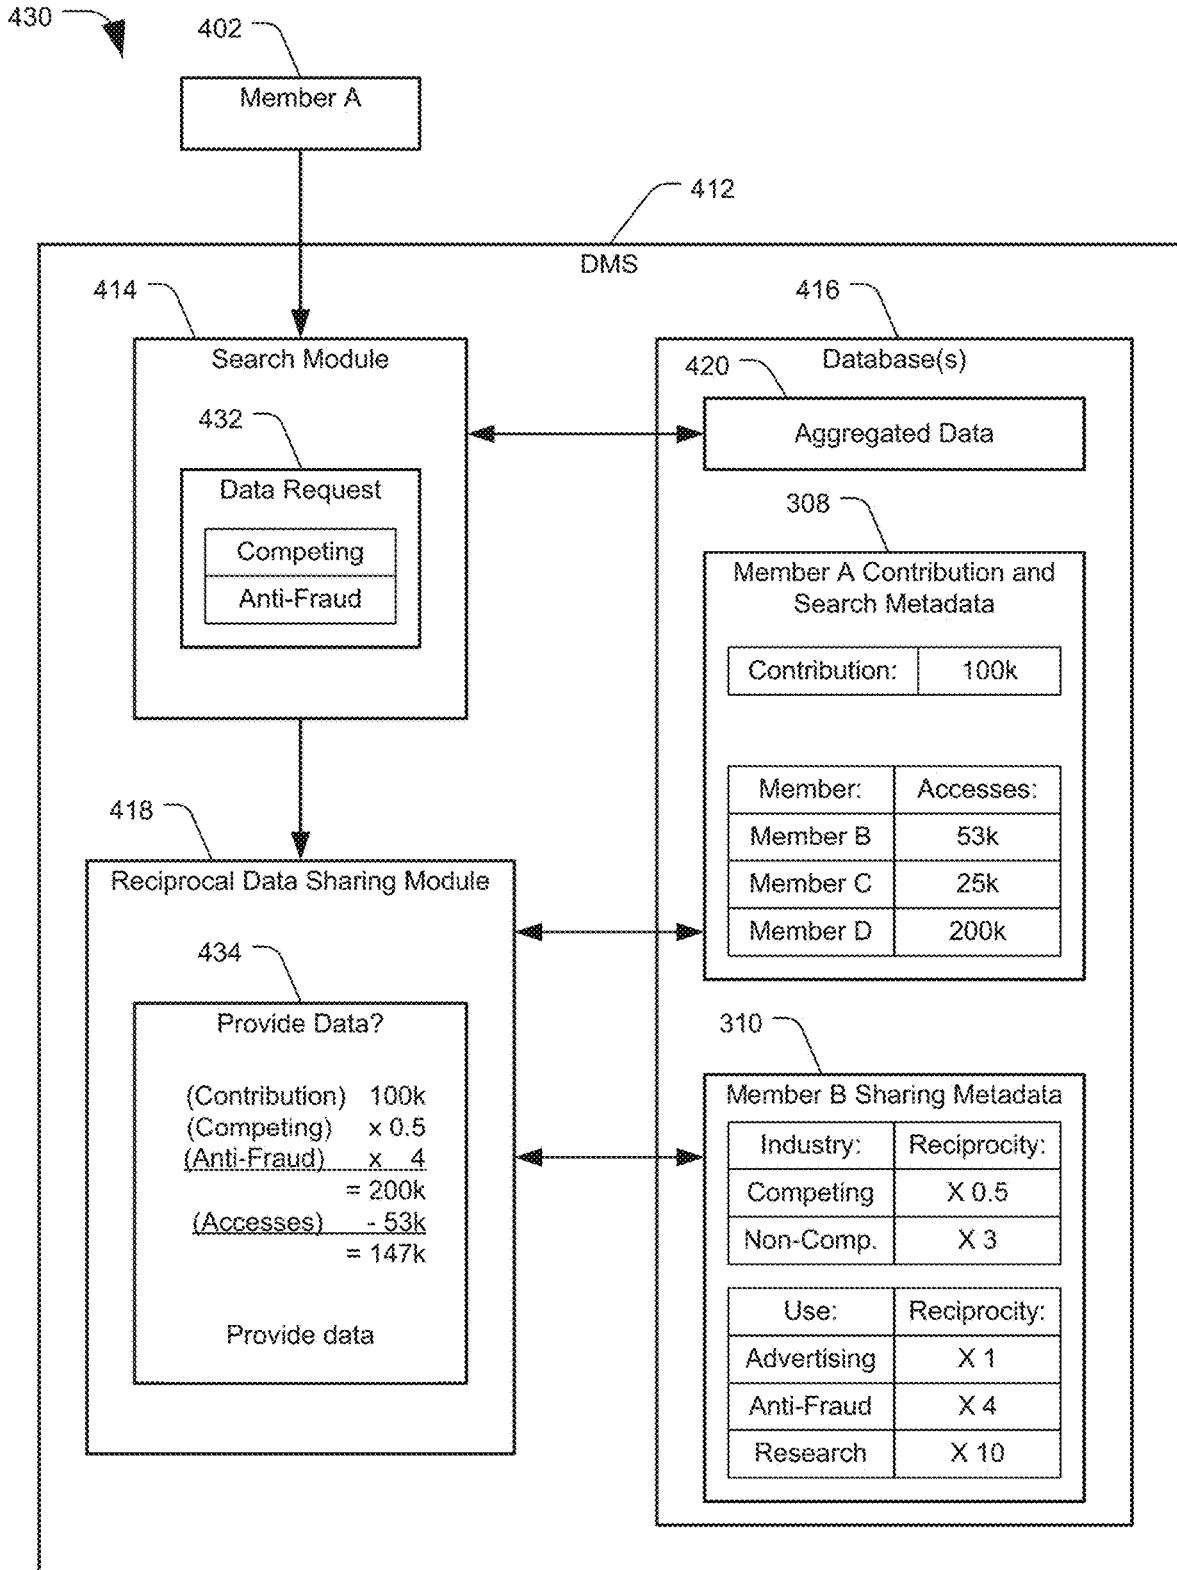 430
402
Member A
412
DMS
414
Search Module
432
Data Request
Competing
Anti-Fraud
416
Database(s)
420
Aggregated Data
308
Member A Contribution and
Search Metadata
Contribution: 100k
Member: Accesses:
Member B 53k
Member C 25k
Member D 200k
418
Reciprocal Data Sharing Module
434
Provide Data?
(Contribution) 100k
(Competing) x 0.5
(Anti-Fraud) x 4
= 200k
(Accesses) - 53k
= 147k
Provide data
310
Member B Sharing Metadata
Industry: Reciprocity:
Competing X 0.5
Non-Comp. X 3
Use: Reciprocity:
Advertising X 1
Anti-Fraud X 4
Research X 10